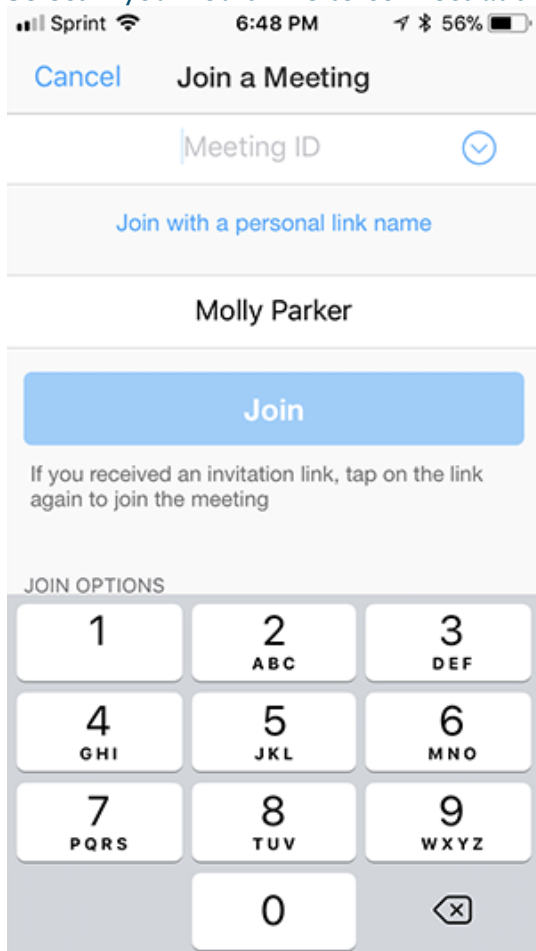 Sprint 6:48 PM 56%
Cancel Join a Meeting
Meeting ID
Join with a personal link name
Molly Parker
Join
If you received an invitation link, tap on the link
again to join the meeting
JOIN OPTIONS
1 2 3
ABC DEF
4 5 6
GHI JKL MNO
7 8 9
PQRS TUV WXYZ
0